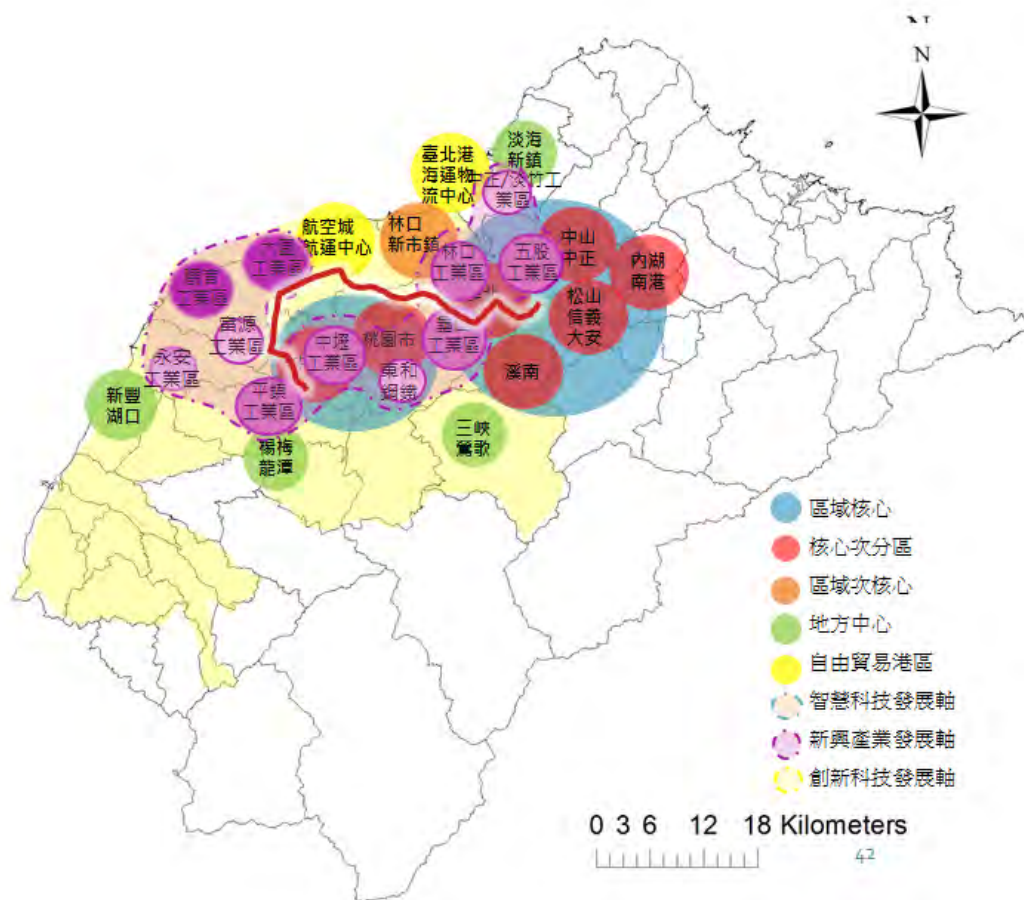 N
淡海
新鎮
臺北港
海運物
流中心
中正/淡竹工
業區
航空城
航運中心
林口
新市鎮
林口
工業區
五股
工業區
中山
中正
內湖
南港
松山
信義
大安
大園
工業區
觀音
工業區
富源
工業區
永安
工業區
中壢
工業區
桃園市
龜山
工業區
東和
鋼鐵
平鎮
工業區
溪南
新豐
湖口
楊梅
龍潭
三峽
鶯歌
區域核心
核心次分區
區域次核心
地方中心
自由貿易港區
智慧科技發展軸
新興產業發展軸
創新科技發展軸
0 3 6 12 18 Kilometers
42